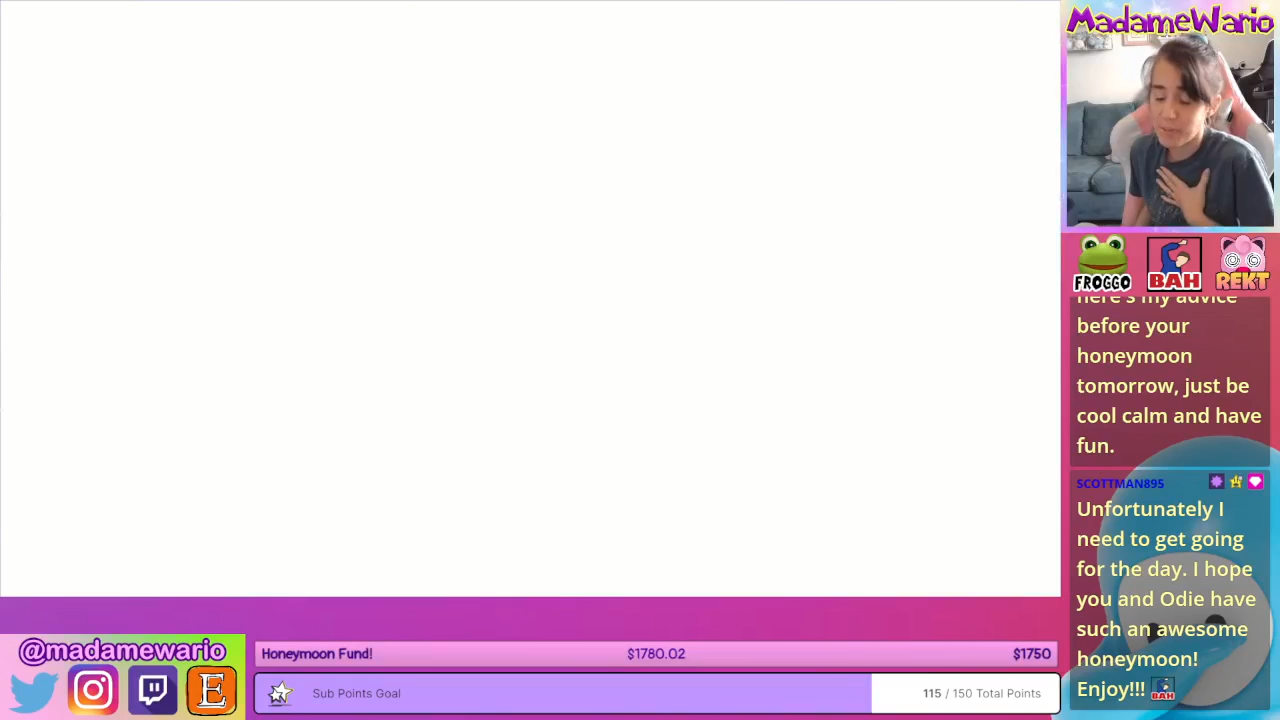 MadameWario
FROGGO
BAH
REKT
here's my advice
before your
honeymoon
tomorrow, just be
cool calm and have
fun.
SCOTTMAN895
Unfortunately I
need to get going
for the day. I hope
you and Odie have
such an awesome
honeymoon!
Enjoy!!!
@madamewario
E
Honeymoon Fund! $1780.02 $1750
Sub Points Goal 115 / 150 Total Points